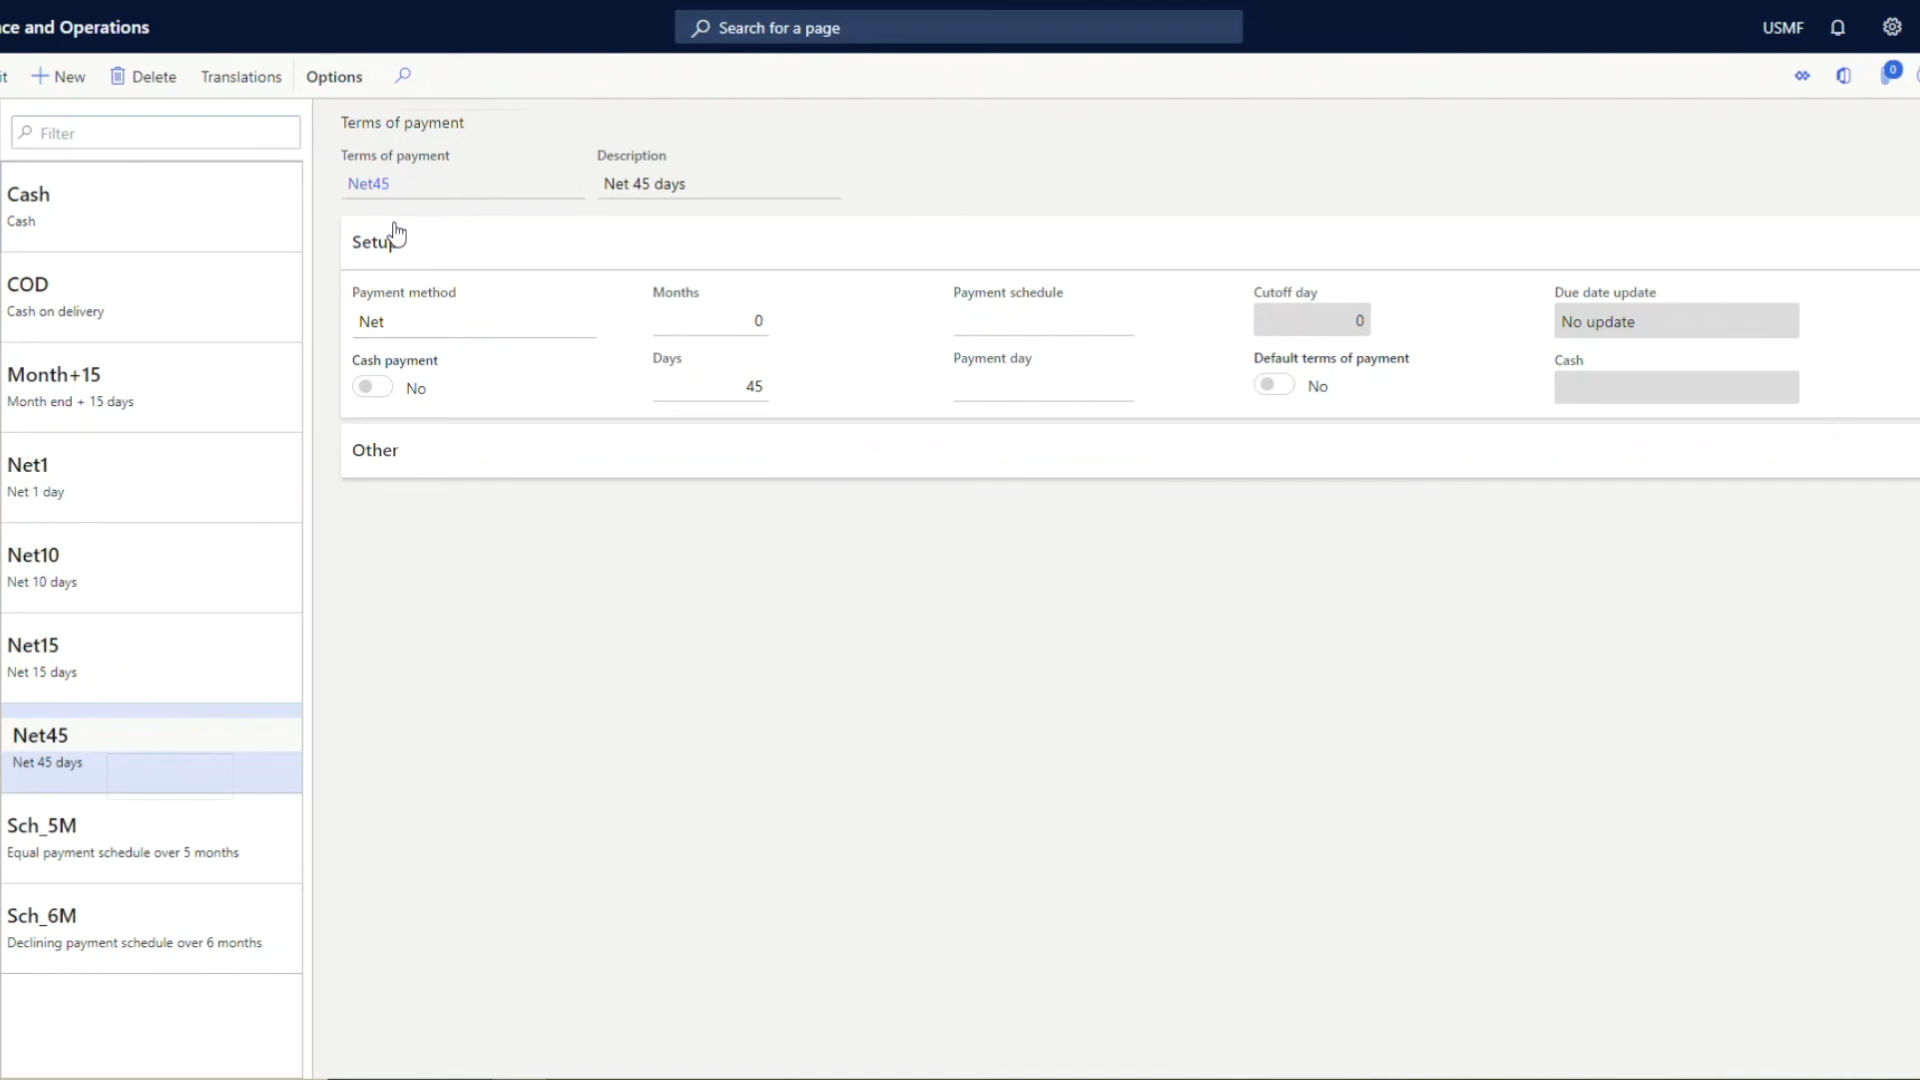 ce and Operations
Search for a page
USMF
it
New
Delete
Translations
Options
0
Filter
Cash
Cash
COD
Cash on delivery
Month+15
Month end + 15 days
Net1
Net 1 day
Net10
Net 10 days
Net15
Net 15 days
Net45
Net 45 days
Sch_5M
Equal payment schedule over 5 months
Sch_6M
Declining payment schedule over 6 months
Terms of payment
Terms of payment
Description
Net45
Net 45 days
Setup
Payment method
Net
Cash payment
No
Months
0
Days
45
Payment schedule
Payment day
Cutoff day
0
Default terms of payment
No
Due date update
No update
Cash
Other